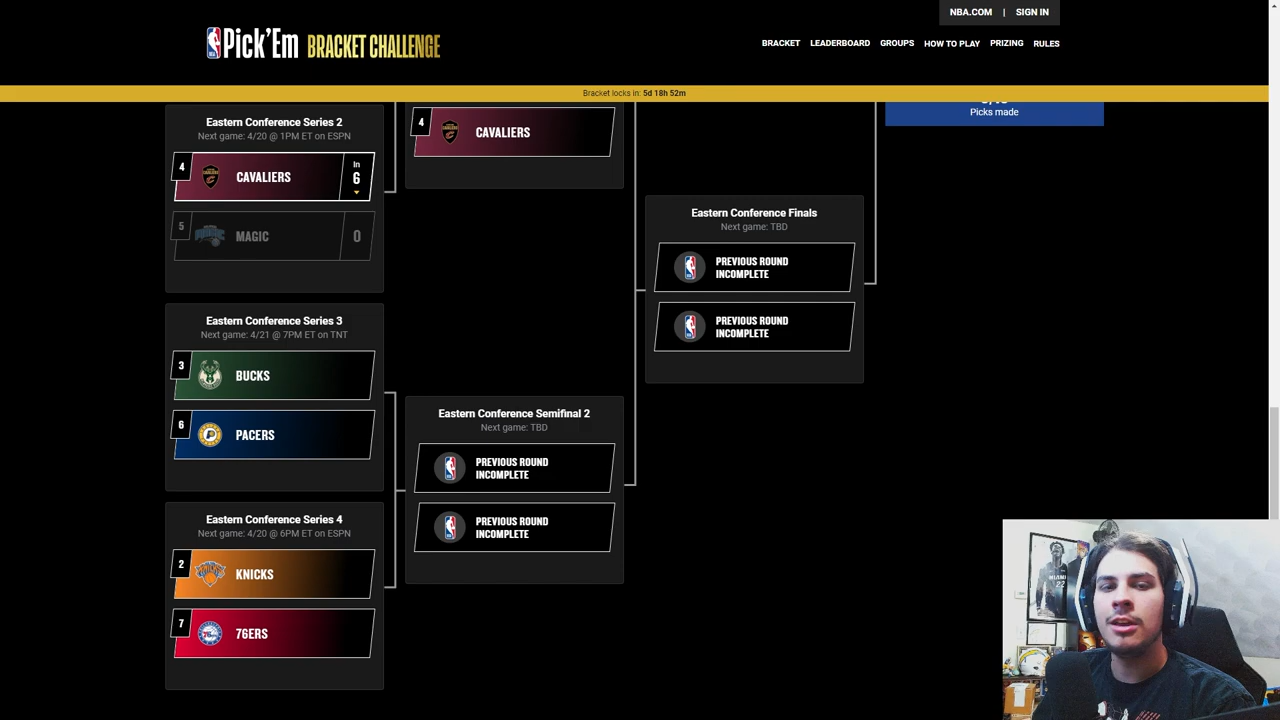 NBA.COM | SIGN IN
Pick'Em BRACKET CHALLENGE
BRACKET LEADERBOARD GROUPS HOW TO PLAY PRIZING RULES
Bracket locks in: 5d 18h 52m
Picks made
Eastern Conference Series 2
Next game: 4/20 @ 1PM ET on ESPN
4 CAVALIERS In 6
5 MAGIC 0
4 CAVALIERS
Eastern Conference Finals
Next game: TBD
PREVIOUS ROUND
INCOMPLETE
PREVIOUS ROUND
INCOMPLETE
Eastern Conference Series 3
Next game: 4/21 @ 7PM ET on TNT
3 BUCKS
6 PACERS
Eastern Conference Semifinal 2
Next game: TBD
PREVIOUS ROUND
INCOMPLETE
PREVIOUS ROUND
INCOMPLETE
Eastern Conference Series 4
Next game: 4/20 @ 6PM ET on ESPN
2 KNICKS
7 76ERS
MIAMI
22